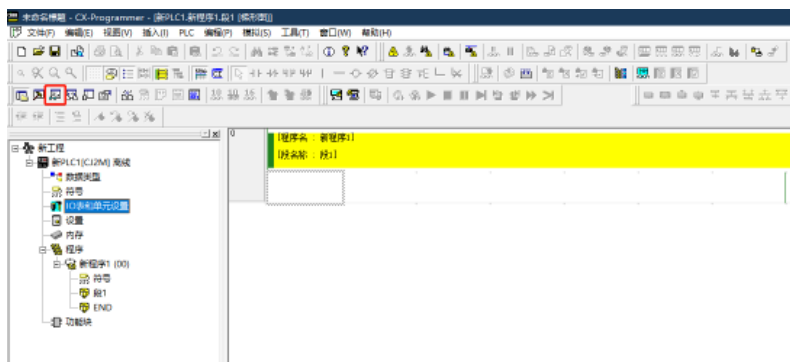 未命名標題 - CX-Programmer - [新PLC1.新程序1.段1 [梯形图]]
文件(F) 编辑(E) 视图(V) 插入(I) PLC 编程(P) 模拟(S) 工具(T) 窗口(W) 帮助(H)
0
[程序名 : 新程序1]
[段名称 : 段1]
新工程
新PLC1[CJ2M] 离线
数据类型
符号
IO表和单元设置
设置
内存
程序
新程序1 (00)
符号
段1
END
功能块